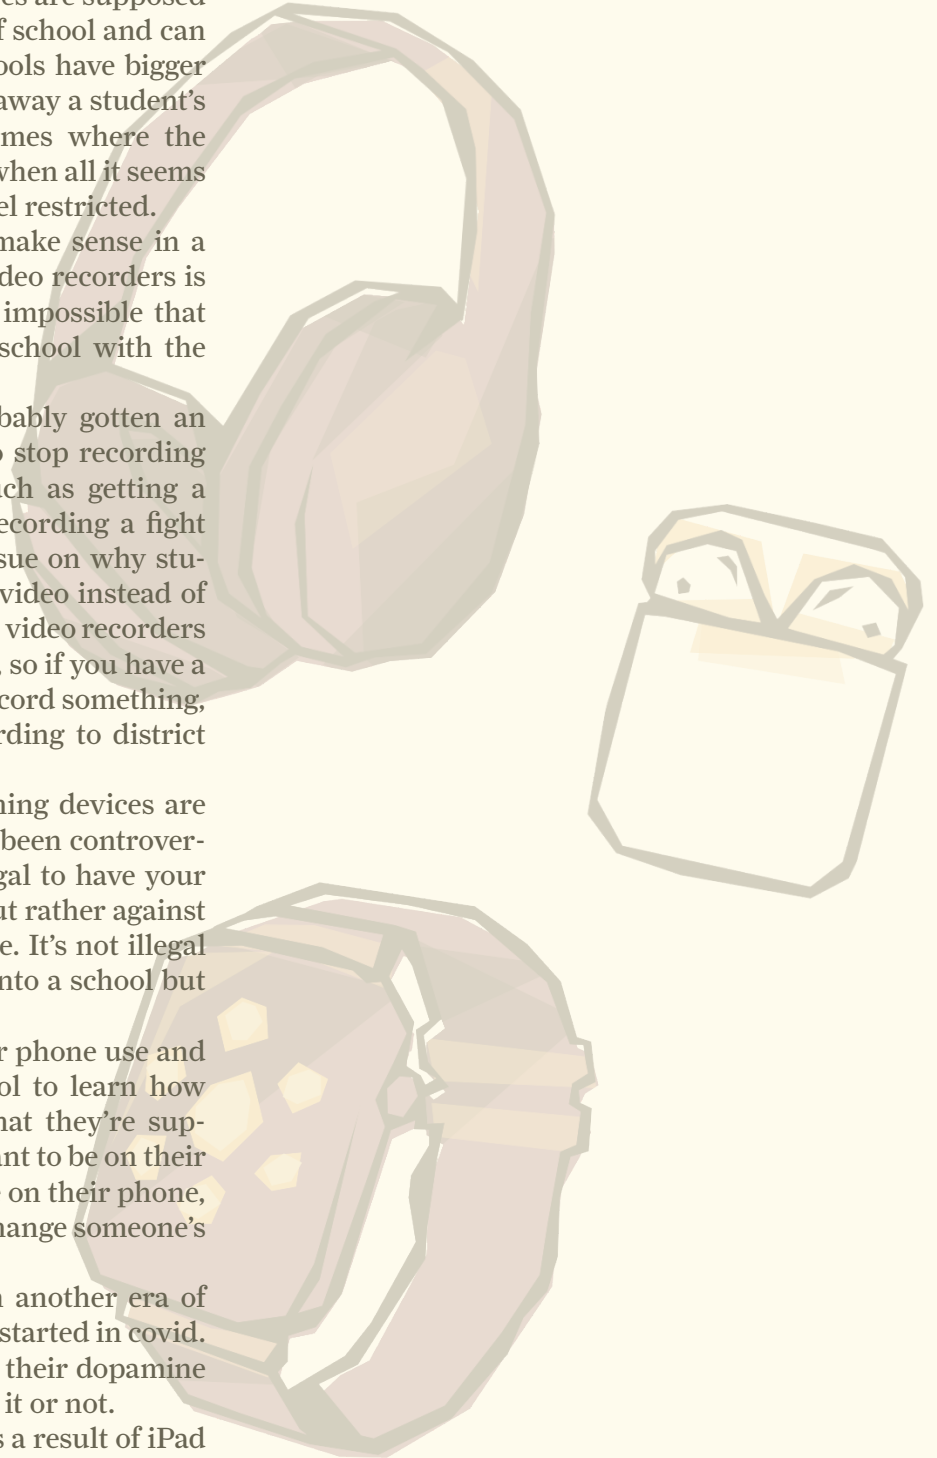 es are supposed
f school and can
ools have bigger
away a student's
mes where the
when all it seems
el restricted.
make sense in a
deo recorders is
impossible that
school with the
bably gotten an
o stop recording
uch as getting a
ecording a fight
sue on why stu-
video instead of
video recorders
, so if you have a
cord something,
rding to district
ning devices are
been controver-
gal to have your
ut rather against
e. It's not illegal
nto a school but
r phone use and
ol to learn how
hat they're sup-
ant to be on their
on their phone,
hange someone's
n another era of
started in covid.
their dopamine
it or not.
s a result of iPad